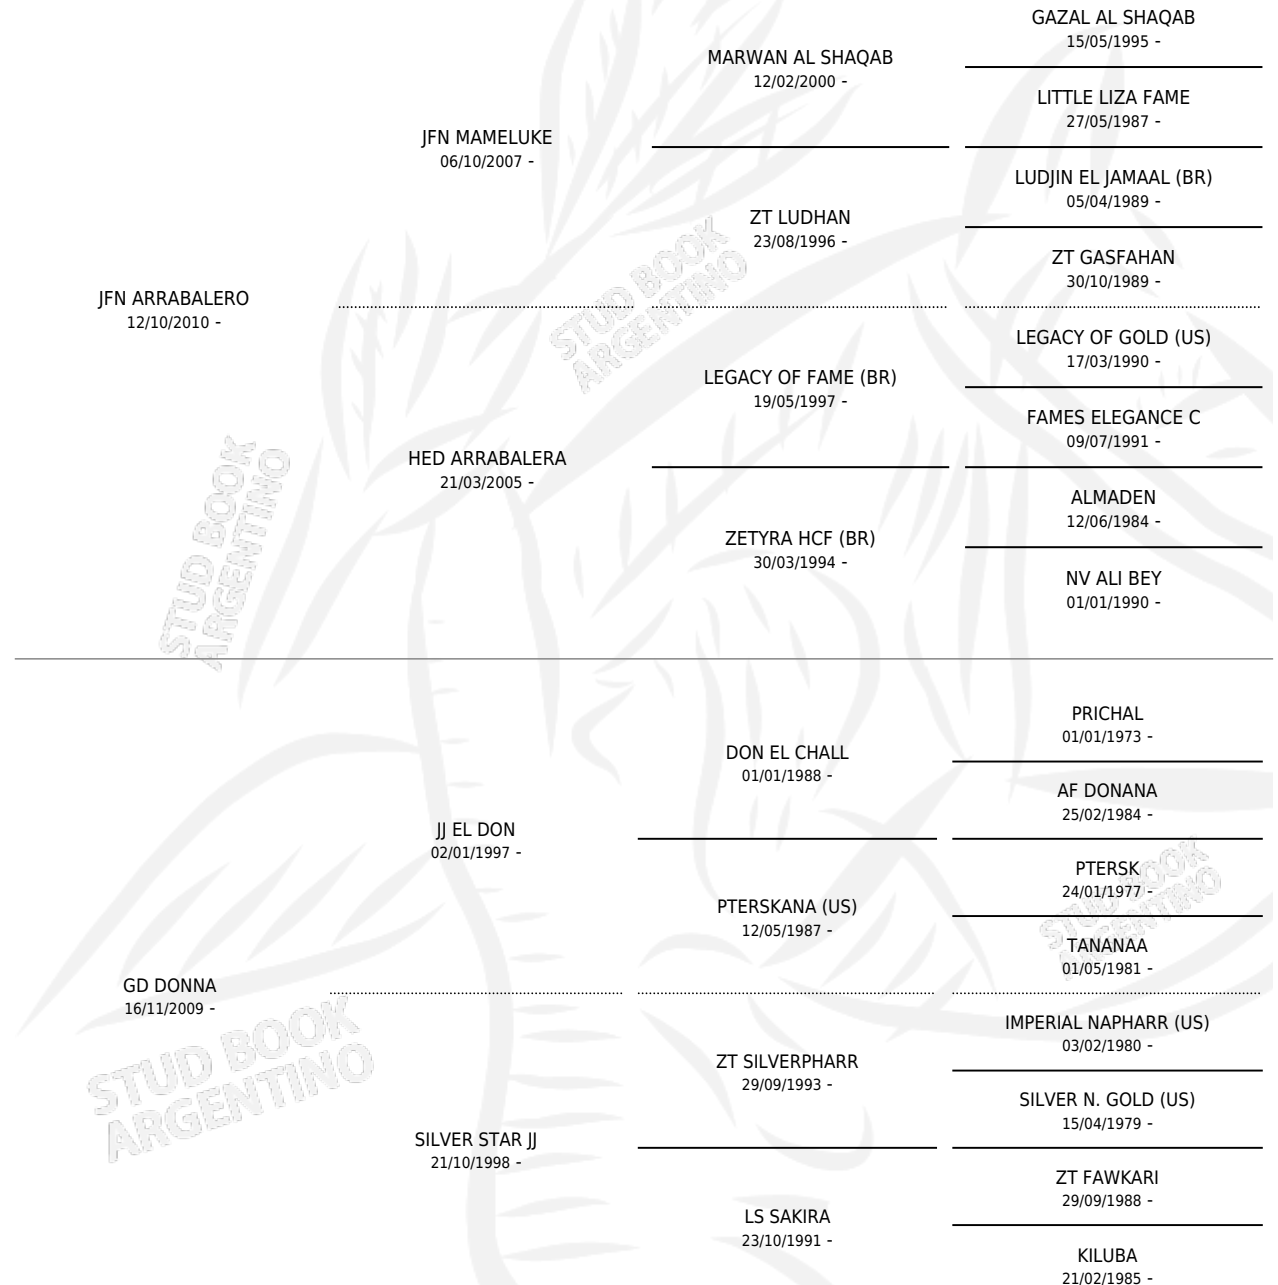 GAZAL AL SHAQAB
15/05/1995 -
MARWAN AL SHAQAB
12/02/2000 -
LITTLE LIZA FAME
27/05/1987 -
JFN MAMELUKE
06/10/2007 -
LUDJIN EL JAMAAL (BR)
05/04/1989 -
ZT LUDHAN
23/08/1996 -
ZT GASFAHAN
30/10/1989 -
STUD BOOK
ARGENTINO
JFN ARRABALERO
12/10/2010 -
LEGACY OF GOLD (US)
17/03/1990 -
LEGACY OF FAME (BR)
19/05/1997 -
FAMES ELEGANCE C
09/07/1991 -
HED ARRABALERA
21/03/2005 -
ALMADEN
12/06/1984 -
ZETYRA HCF (BR)
30/03/1994 -
NV ALI BEY
01/01/1990 -
STUD BOOK
ARGENTINO
PRICHAL
01/01/1973 -
DON EL CHALL
01/01/1988 -
AF DONANA
25/02/1984 -
JJ EL DON
02/01/1997 -
PTERSK
24/01/1977 -
PTERSKANA (US)
12/05/1987 -
TANANAA
01/05/1981 -
STUD BOOK
ARGENTINO
GD DONNA
16/11/2009 -
IMPERIAL NAPHARR (US)
03/02/1980 -
ZT SILVERPHARR
29/09/1993 -
SILVER N. GOLD (US)
15/04/1979 -
STUD BOOK
ARGENTINO
SILVER STAR JJ
21/10/1998 -
ZT FAWKARI
29/09/1988 -
LS SAKIRA
23/10/1991 -
KILUBA
21/02/1985 -